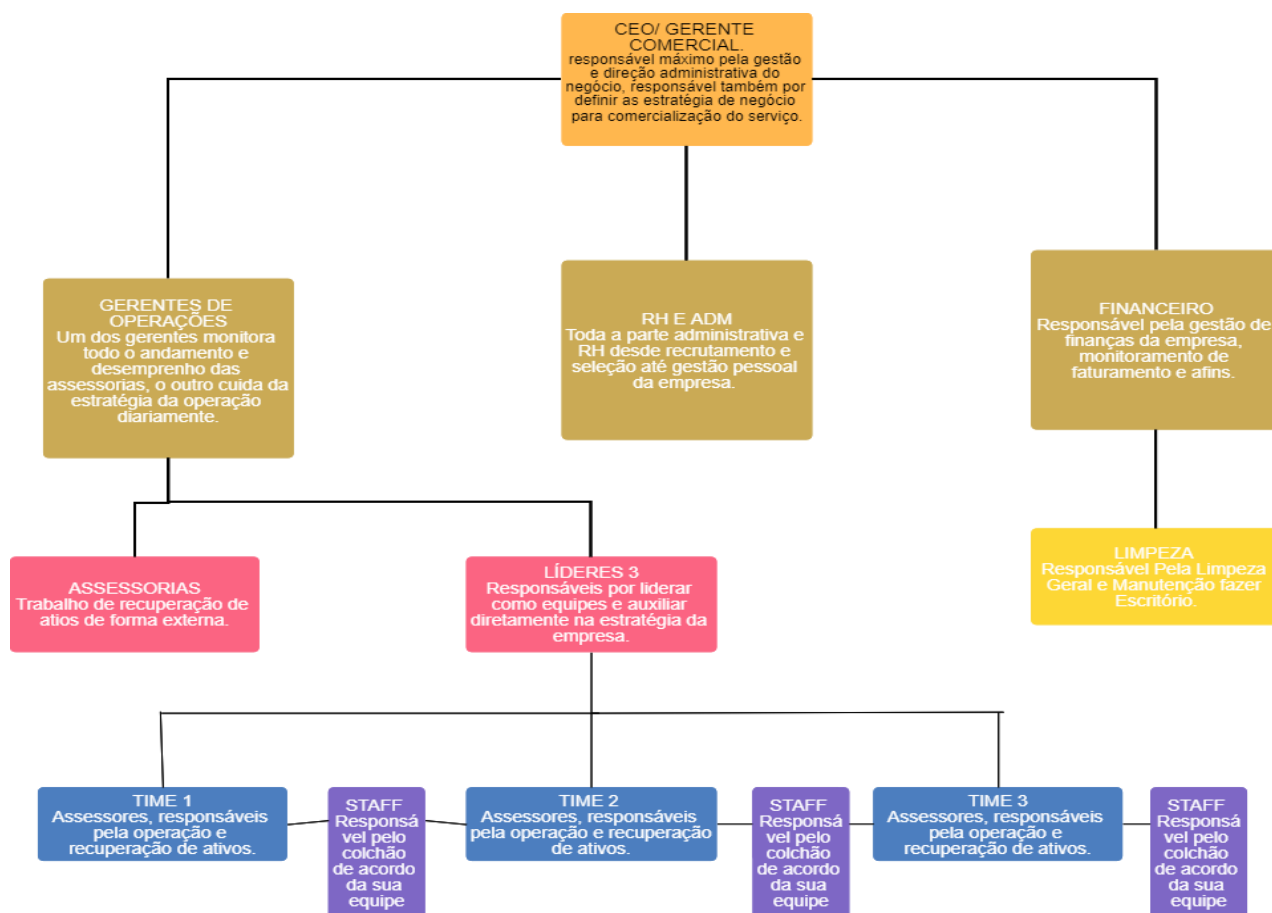 CEO/ GERENTE
COMERCIAL.
responsável máximo pela gestão
e direção administrativa do
negócio, responsável também por
definir as estratégia de negócio
para comercialização do serviço.
GERENTES DE
OPERAÇÕES
Um dos gerentes monitora
todo o andamento e
desemprenho das
assessorias, o outro cuida da
estratégia da operação
diariamente.
RH E ADM
Toda a parte administrativa e
RH desde recrutamento e
seleção até gestão pessoal
da empresa.
FINANCEIRO
Responsável pela gestão de
finanças da empresa,
monitoramento de
faturamento e afins.
ASSESSORIAS
Trabalho de recuperação de
atios de forma externa.
LÍDERES 3
Responsáveis por liderar
como equipes e auxiliar
diretamente na estratégia da
empresa.
LIMPEZA
Responsável Pela Limpeza
Geral e Manutenção fazer
Escritório.
TIME 1
Assessores, responsáveis
pela operação e
recuperação de ativos.
STAFF
Responsá
vel pelo
colchão
de acordo
da sua
equipe
TIME 2
Assessores, responsáveis
pela operação e recuperação
de ativos.
STAFF
Responsá
vel pelo
colchão
de acordo
da sua
equipe
TIME 3
Assessores, responsáveis
pela operação e
recuperação de ativos.
STAFF
Responsá
vel pelo
colchão
de acordo
da sua
equipe